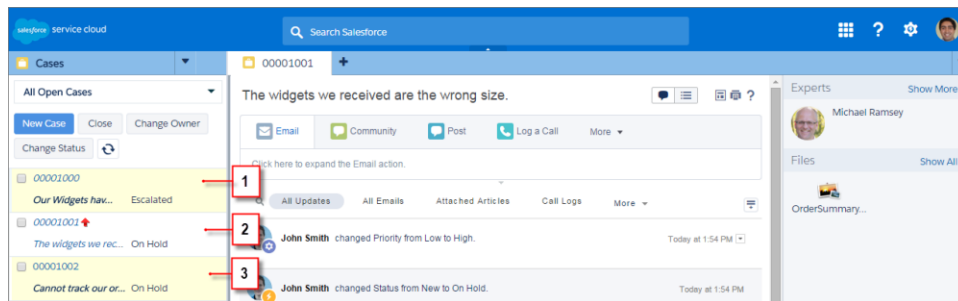 salesforce service cloud
Search Salesforce
Cases
00001001
All Open Cases
The widgets we received are the wrong size.
Experts
Show More
Michael Ramsey
New Case
Close
Change Owner
Email
Community
Post
Log a Call
More
Change Status
Click here to expand the Email action.
Files
Show All
00001000
1
Our Widgets hav...
Escalated
All Updates
All Emails
Attached Articles
Call Logs
More
OrderSummary...
00001001
2
The widgets we rec...
On Hold
John Smith changed Priority from Low to High.
Today at 1:54 PM
00001002
3
Cannot track our or...
On Hold
John Smith changed Status from New to On Hold.
Today at 1:54 PM